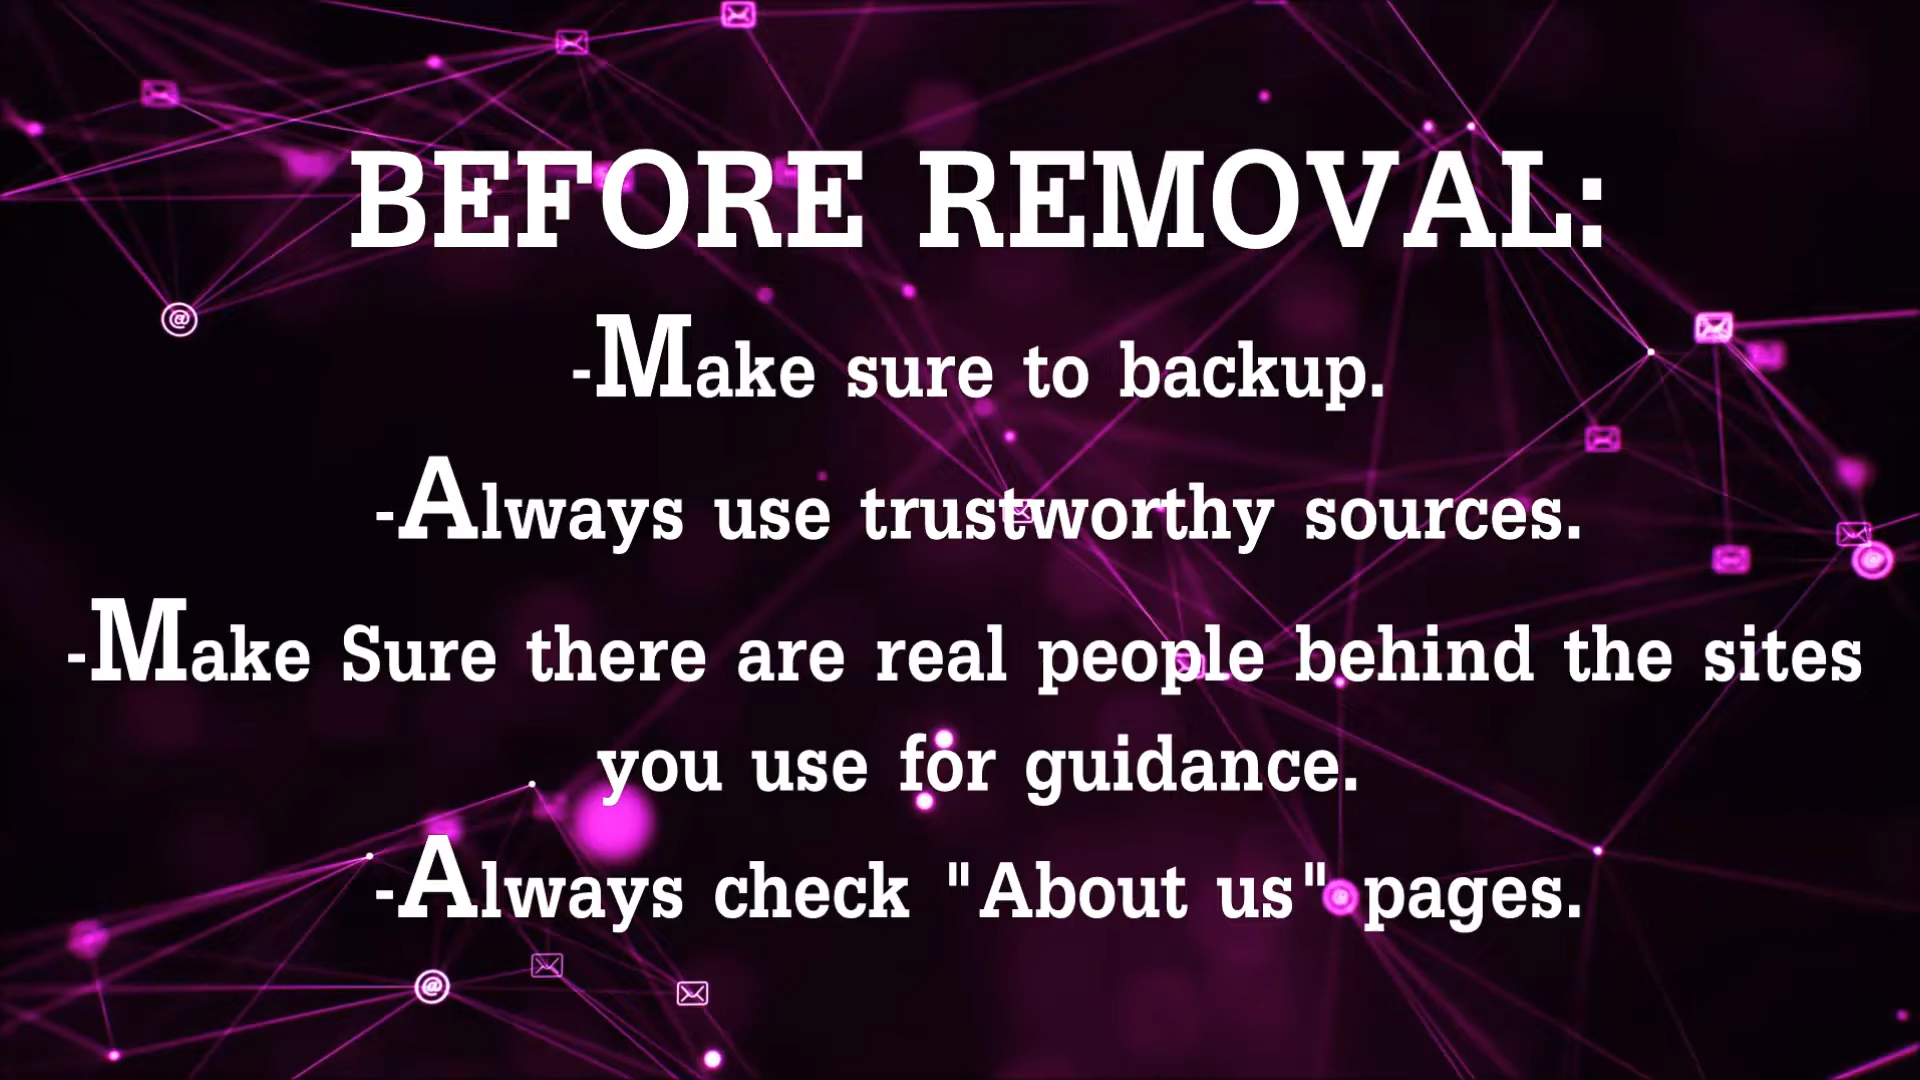 BEFORE REMOVAL:
-Make sure to backup.
-Always use trustworthy sources.
-Make Sure there are real people behind the sites
you use for guidance.
-Always check "About us" pages.